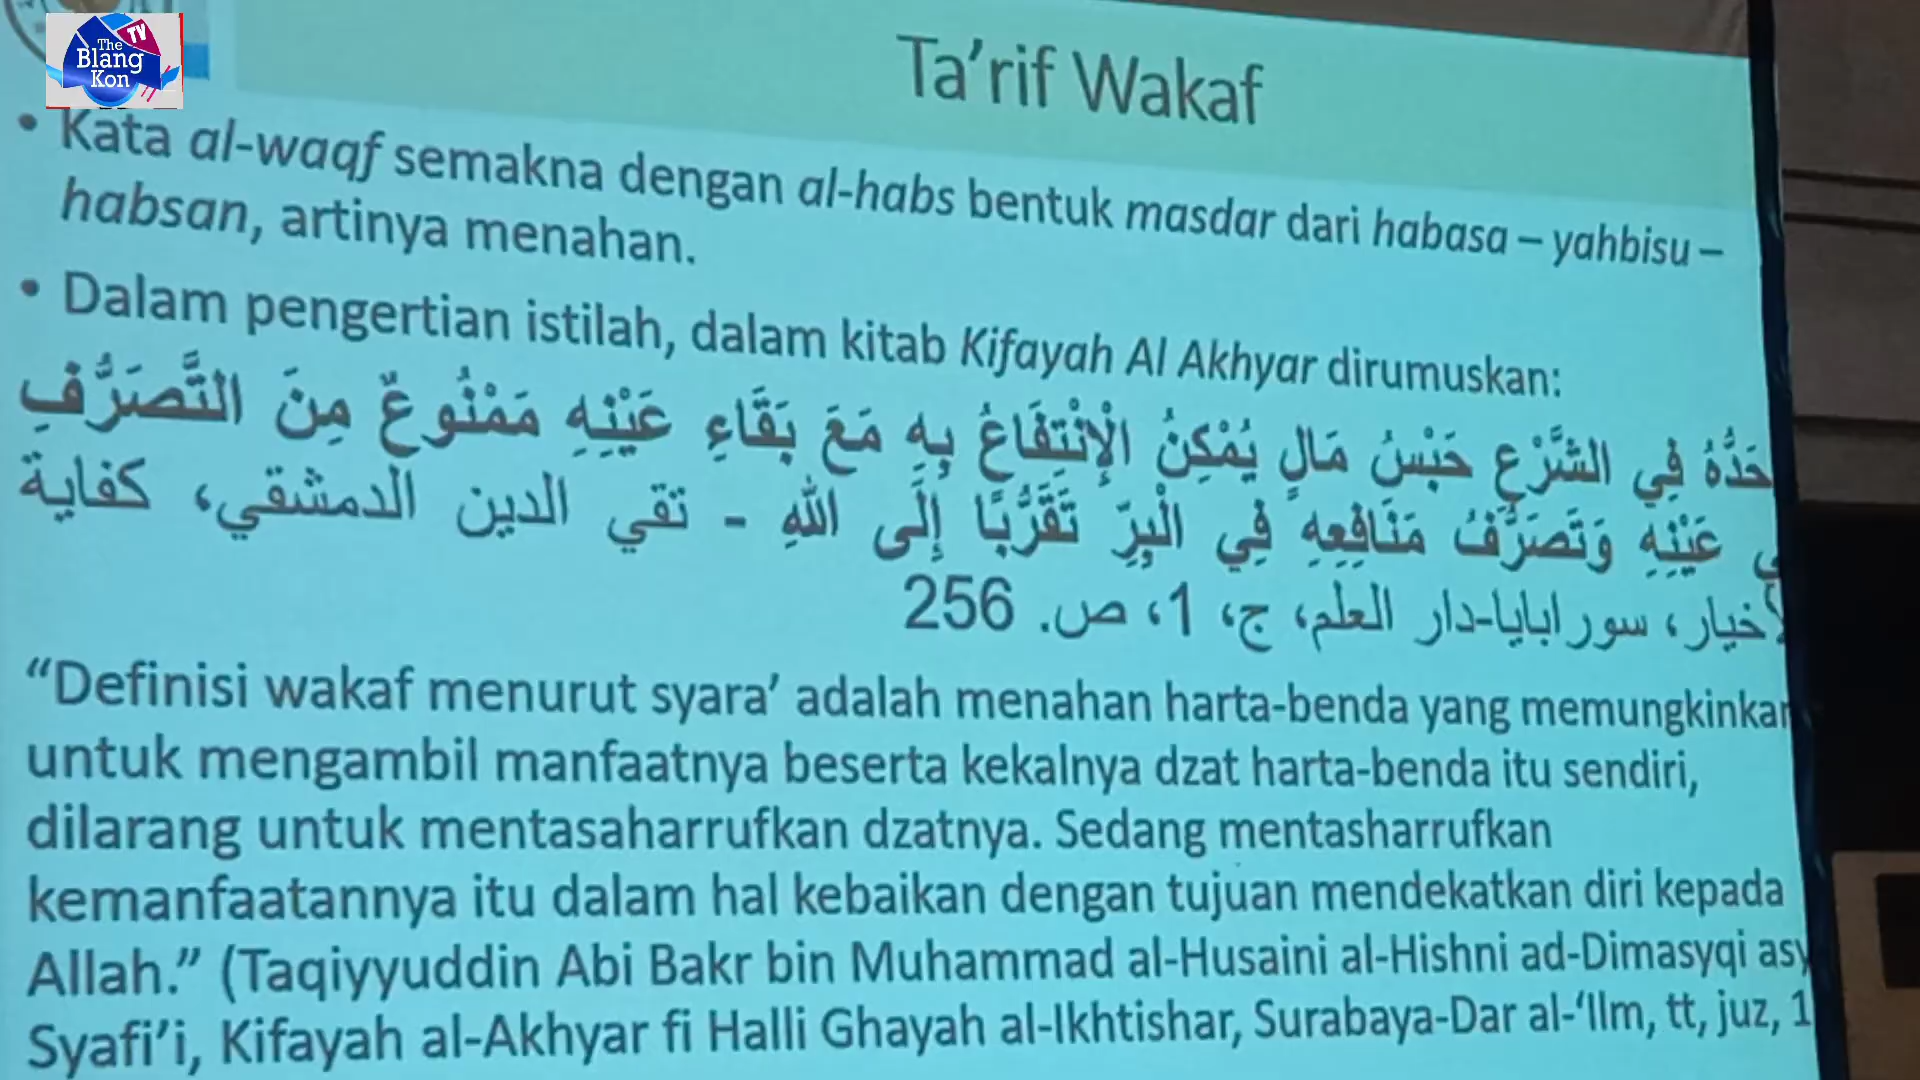 The
TV
Blang
Kon
Ta’rif Wakaf
• Kata al-waqf semakna dengan al-habs bentuk masdar dari habasa – yahbisu –
habsan, artinya menahan.
• Dalam pengertian istilah, dalam kitab Kifayah Al Akhyar dirumuskan:
حَدُّهُ فِي الشَّرْعِ حَبْسُ مَالٍ يُمْكِنُ الْإِنْتِفَاعُ بِهِ مَعَ بَقَاءِ عَيْنِهِ مَمْنُوعٌ مِنَ التَّصَرُّفِ
عَيْنِهِ وَتَصَرُّفُ مَنَافِعِهِ فِي الْبِرِّ تَقَرُّبًا إِلَى اللهِ - تقي الدين الدمشقي، كفاية
سورابايا-دار العلم، ج، 1، ص. 256
“Definisi wakaf menurut syara’ adalah menahan harta-benda yang memungkinkan
untuk mengambil manfaatnya beserta kekalnya dzat harta-benda itu sendiri,
dilarang untuk mentasaharrufkan dzatnya. Sedang mentasharrufkan
kemanfaatannya itu dalam hal kebaikan dengan tujuan mendekatkan diri kepada
Allah.” (Taqiyyuddin Abi Bakr bin Muhammad al-Husaini al-Hishni ad-Dimasyqi asy
Syafi’i, Kifayah al-Akhyar fi Halli Ghayah al-Ikhtishar, Surabaya-Dar al-‘Ilm, tt, juz, 1